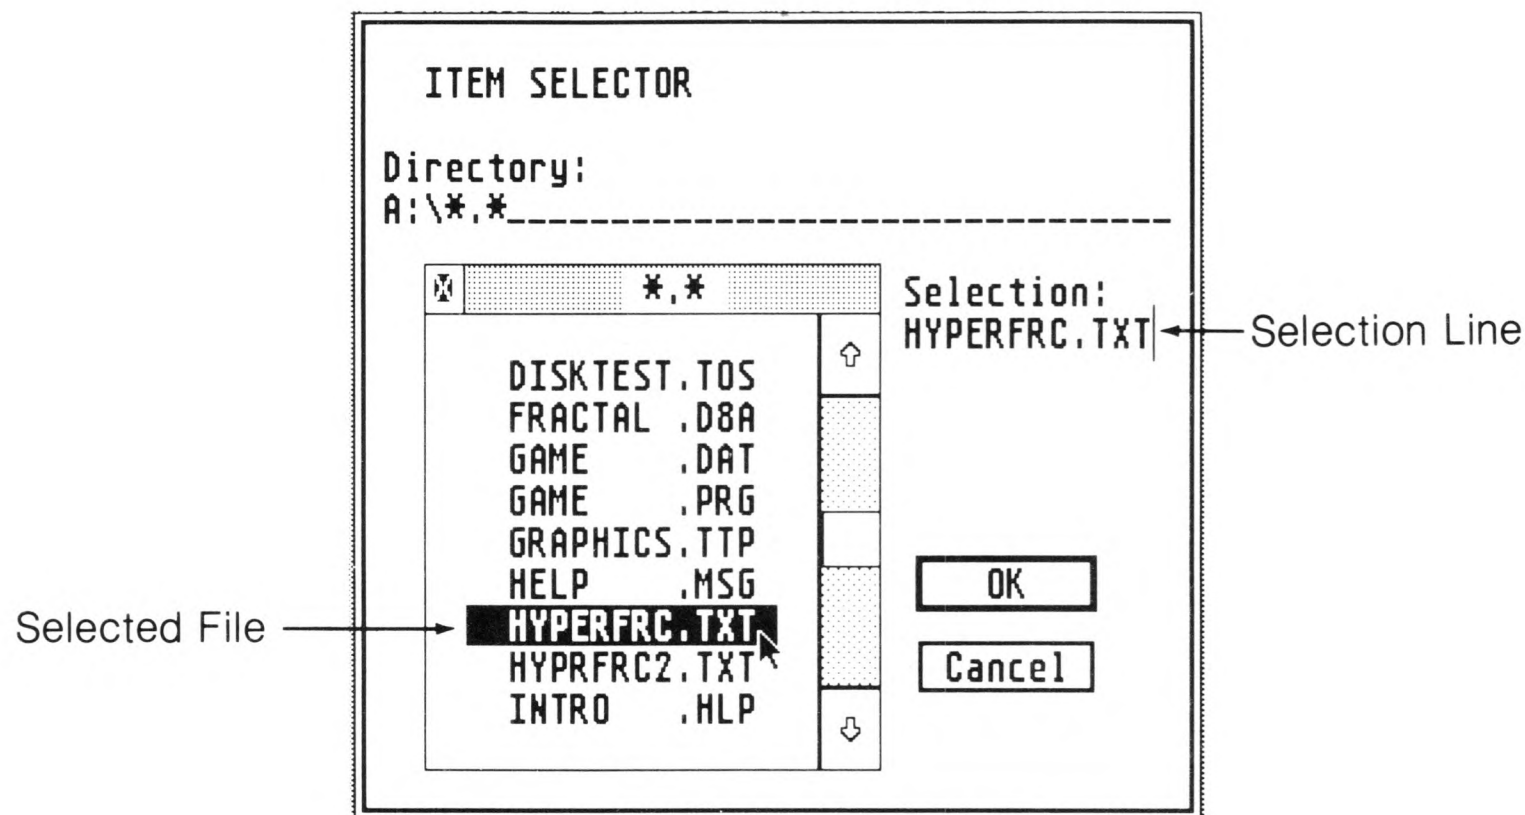 ITEM SELECTOR
Directory:
A:\*.*_________________________________
*.*
DISKTEST.TOS
FRACTAL .D8A
GAME    .DAT
GAME    .PRG
GRAPHICS.TTP
HELP    .MSG
HYPERFRC.TXT
HYPRFRC2.TXT
INTRO   .HLP
Selection:
HYPERFRC.TXT
OK
Cancel
Selected File
Selection Line